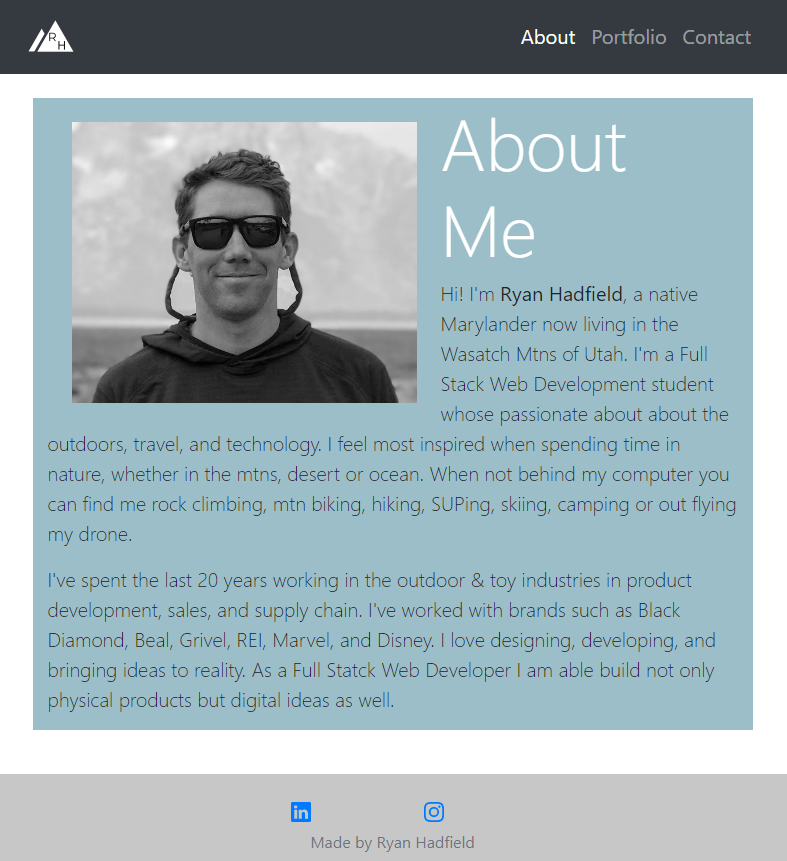 R H
About Portfolio Contact
About
Me
Hi! I'm Ryan Hadfield, a native
Marylander now living in the
Wasatch Mtns of Utah. I'm a Full
Stack Web Development student
whose passionate about about the
outdoors, travel, and technology. I feel most inspired when spending time in
nature, whether in the mtns, desert or ocean. When not behind my computer you
can find me rock climbing, mtn biking, hiking, SUPing, skiing, camping or out flying
my drone.
I've spent the last 20 years working in the outdoor & toy industries in product
development, sales, and supply chain. I've worked with brands such as Black
Diamond, Beal, Grivel, REI, Marvel, and Disney. I love designing, developing, and
bringing ideas to reality. As a Full Statck Web Developer I am able build not only
physical products but digital ideas as well.
in
Made by Ryan Hadfield